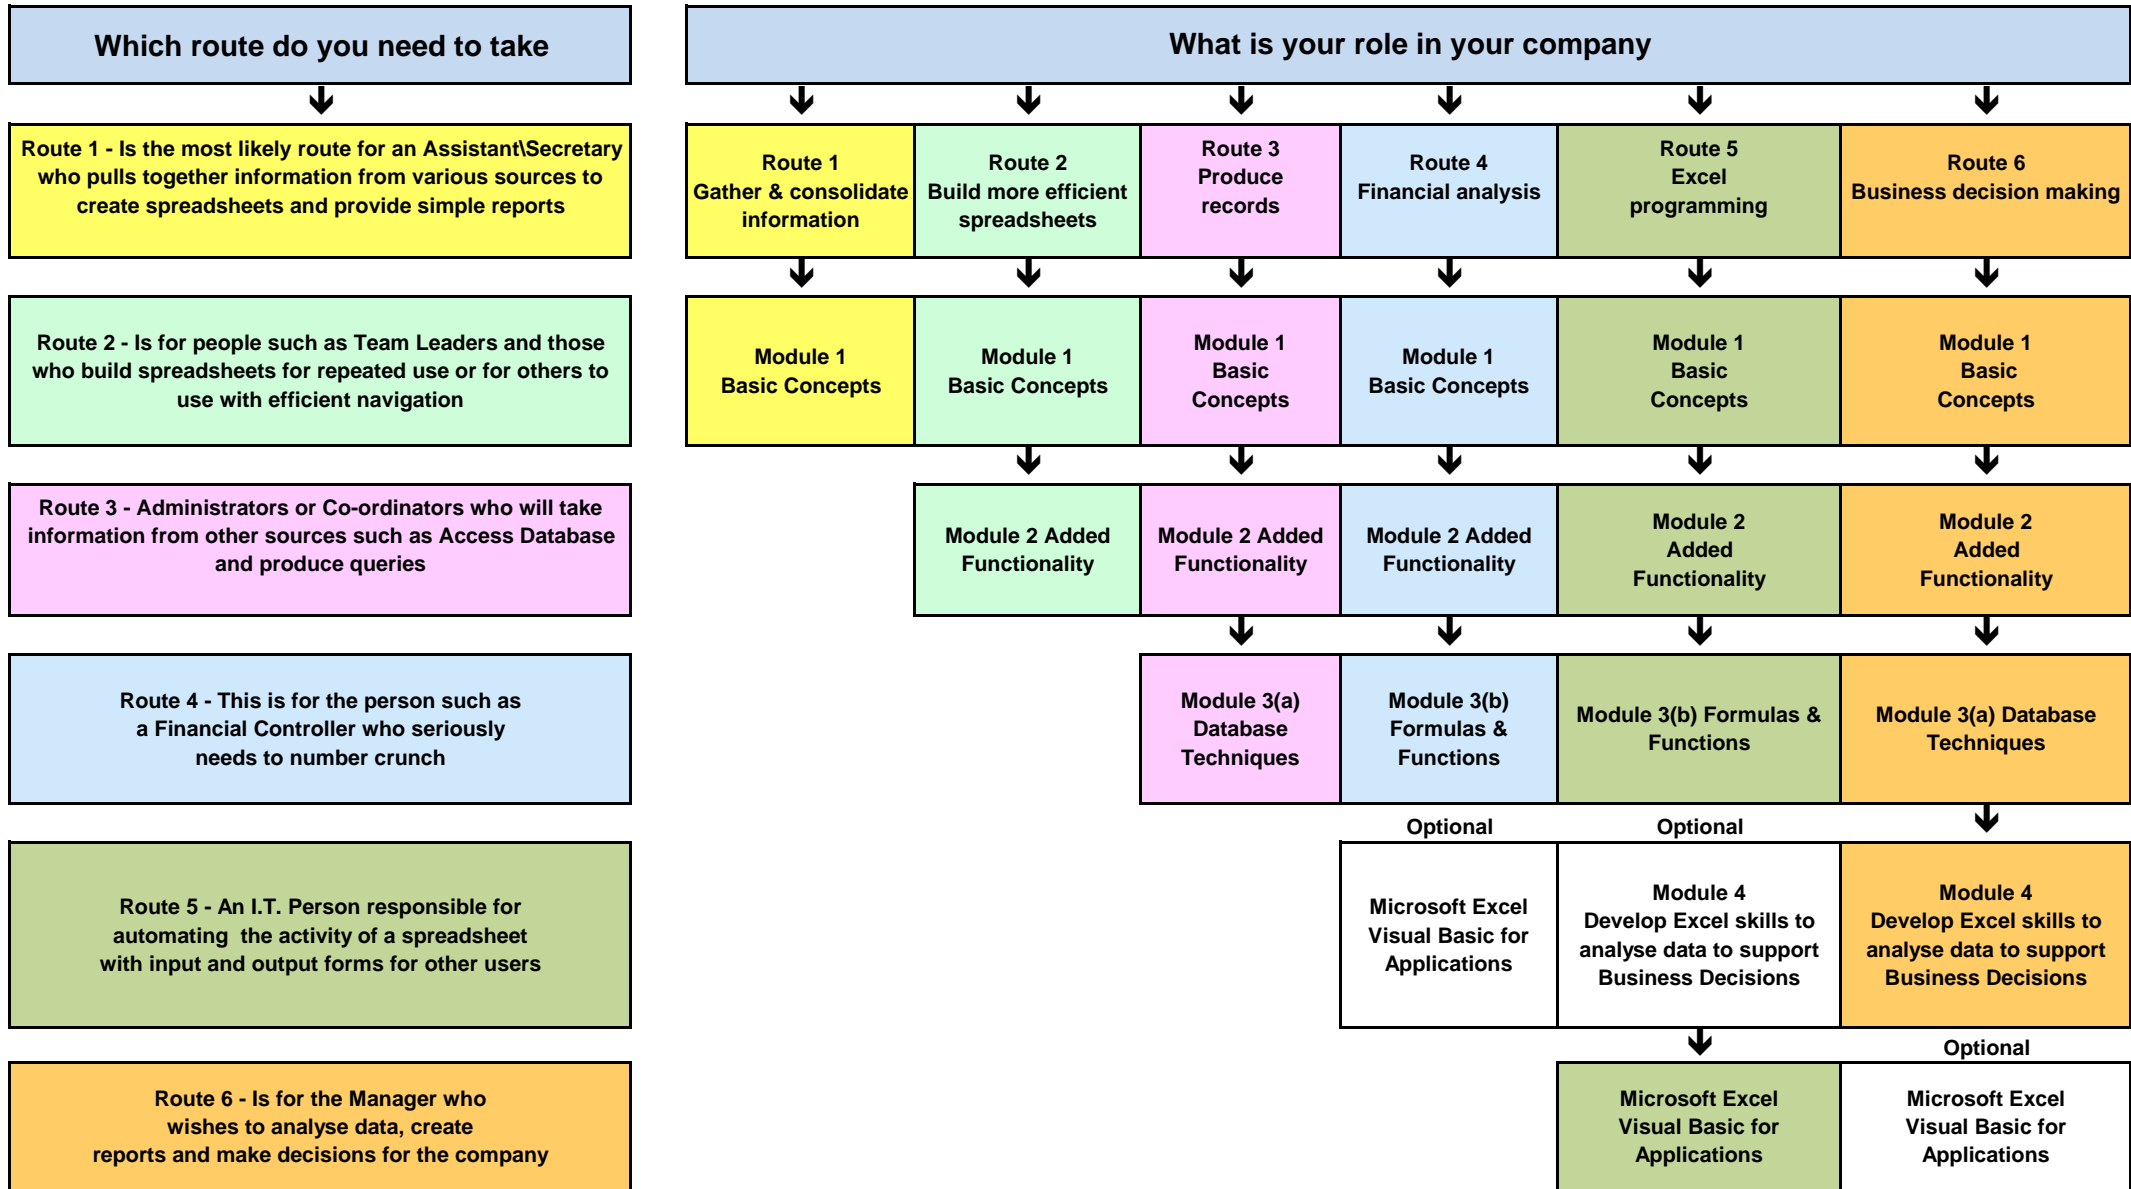 Which route do you need to take
What is your role in your company
Route 1 - Is the most likely route for an Assistant\Secretary
who pulls together information from various sources to
create spreadsheets and provide simple reports
Route 1
Gather & consolidate
information
Route 2
Build more efficient
spreadsheets
Route 3
Produce
records
Route 4
Financial analysis
Route 5
Excel
programming
Route 6
Business decision making
Route 2 - Is for people such as Team Leaders and those
who build spreadsheets for repeated use or for others to
use with efficient navigation
Module 1
Basic Concepts
Module 1
Basic Concepts
Module 1
Basic
Concepts
Module 1
Basic Concepts
Module 1
Basic
Concepts
Module 1
Basic
Concepts
Route 3 - Administrators or Co-ordinators who will take
information from other sources such as Access Database
and produce queries
Module 2 Added
Functionality
Module 2 Added
Functionality
Module 2 Added
Functionality
Module 2
Added
Functionality
Module 2
Added
Functionality
Route 4 - This is for the person such as
a Financial Controller who seriously
needs to number crunch
Module 3(a)
Database
Techniques
Module 3(b)
Formulas &
Functions
Module 3(b) Formulas &
Functions
Module 3(a) Database
Techniques
Optional
Optional
Route 5 - An I.T. Person responsible for
automating  the activity of a spreadsheet
with input and output forms for other users
Microsoft Excel
Visual Basic for
Applications
Module 4
Develop Excel skills to
analyse data to support
Business Decisions
Module 4
Develop Excel skills to
analyse data to support
Business Decisions
Optional
Route 6 - Is for the Manager who
wishes to analyse data, create
reports and make decisions for the company
Microsoft Excel
Visual Basic for
Applications
Microsoft Excel
Visual Basic for
Applications